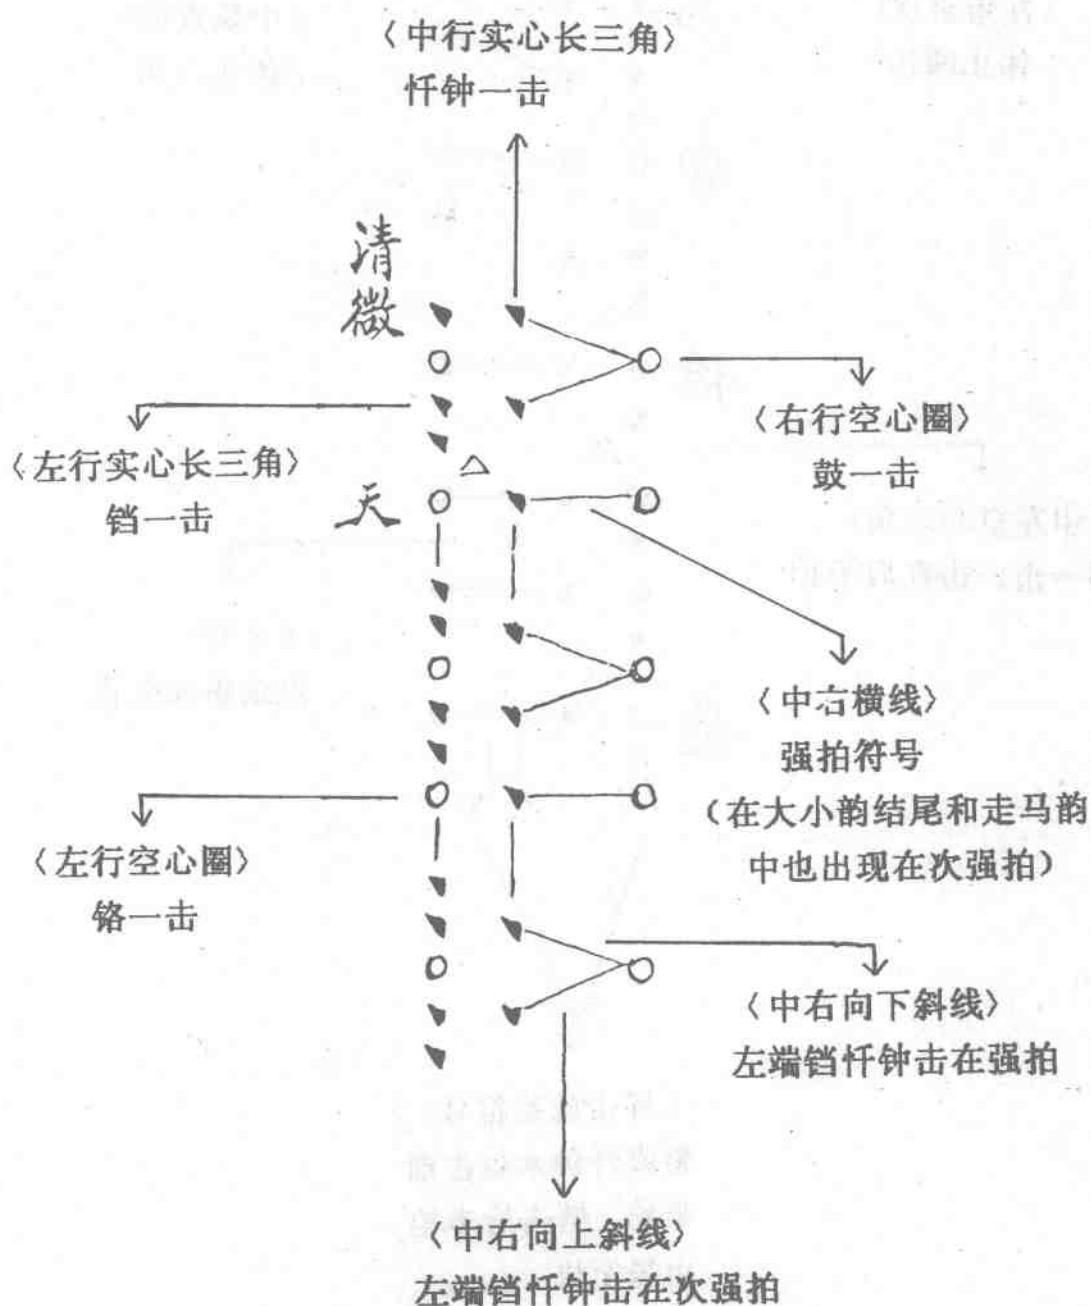 〈中行实心长三角〉
忏钟一击
清
微
〈右行空心圈〉
鼓一击
〈左行实心长三角〉
铛一击
天
〈中右横线〉
强拍符号
（在大小韵结尾和走马韵
中也出现在次强拍）
〈左行空心圈〉
铬一击
〈中右向下斜线〉
左端铛忏钟击在强拍
〈中右向上斜线〉
左端铛忏钟击在次强拍